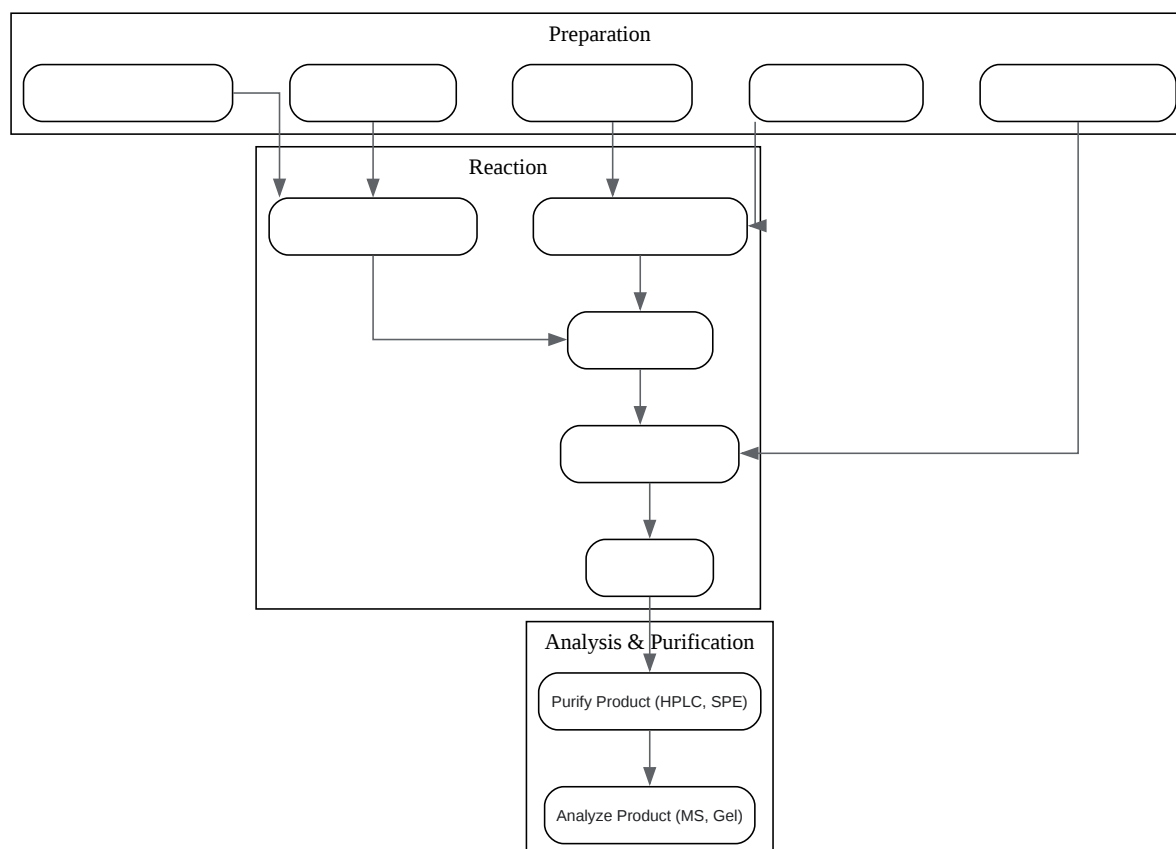 Preparation
Reaction
Analysis & Purification
Purify Product (HPLC, SPE)
Analyze Product (MS, Gel)